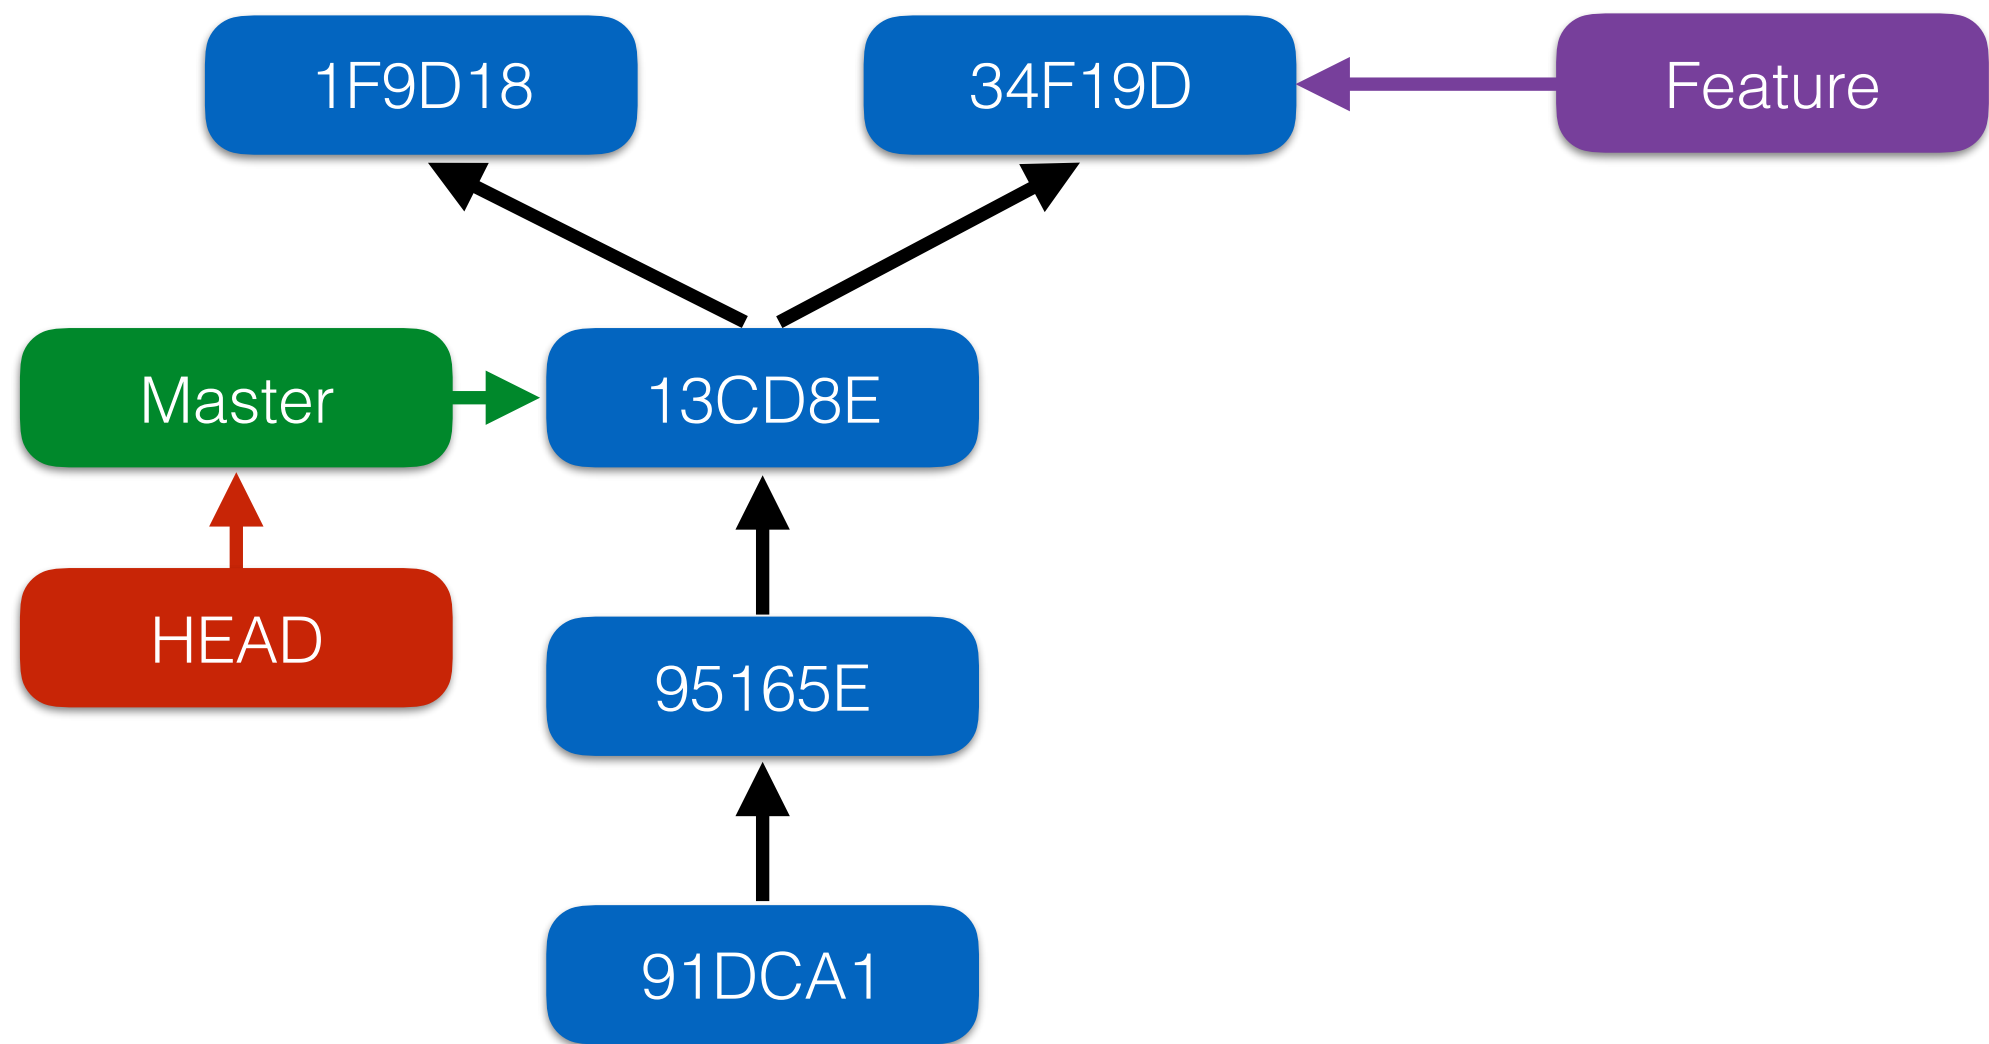 1F9D18
34F19D
Feature
Master
13CD8E
HEAD
95165E
91DCA1